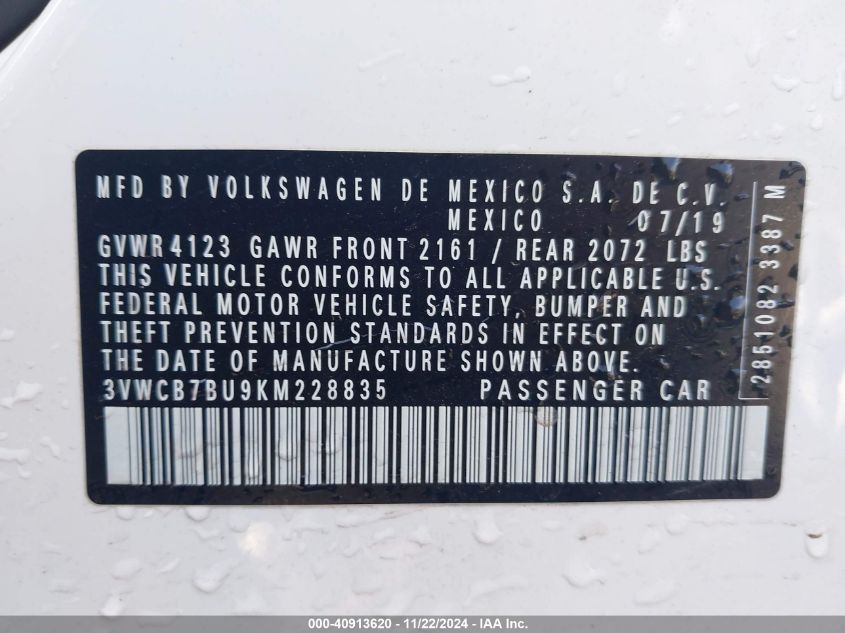 MFD BY VOLKSWAGEN DE MEXICO S.A. DE C.V.
MEXICO 07/19
GVWR 4123 GAWR FRONT 2161 / REAR 2072 LBS
THIS VEHICLE CONFORMS TO ALL APPLICABLE U.S.
FEDERAL MOTOR VEHICLE SAFETY, BUMPER AND
THEFT PREVENTION STANDARDS IN EFFECT ON
THE DATE OF MANUFACTURE SHOWN ABOVE.
3VWCB7BU9KM228835 PASSENGER CAR
2851082 3387 M
000-40913620 - 11/22/2024 - IAA Inc.